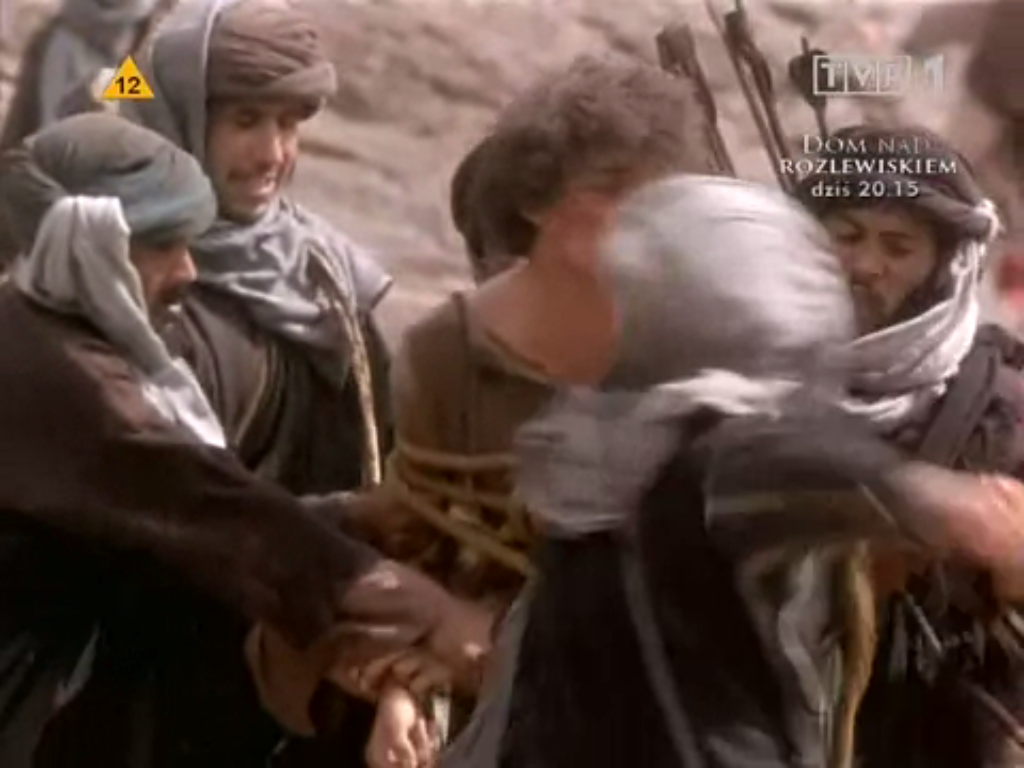 12
TVP 1
DOM NAD
ROZLEWISKIEM
dziś 20.15